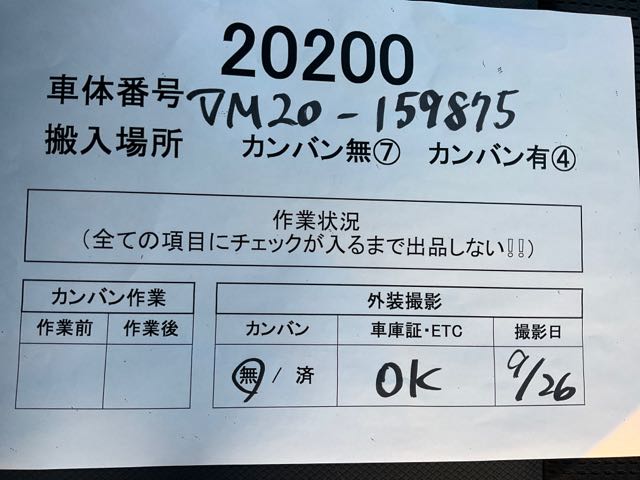 20200
車体番号 DM20-159875
搬入場所 カンバン無⑦ カンバン有④
作業状況
(全ての項目にチェックが入るまで出品しない!!)
カンバン作業 外装撮影
作業前 作業後 カンバン 車庫証・ETC 撮影日
無 / 済 OK 9/26